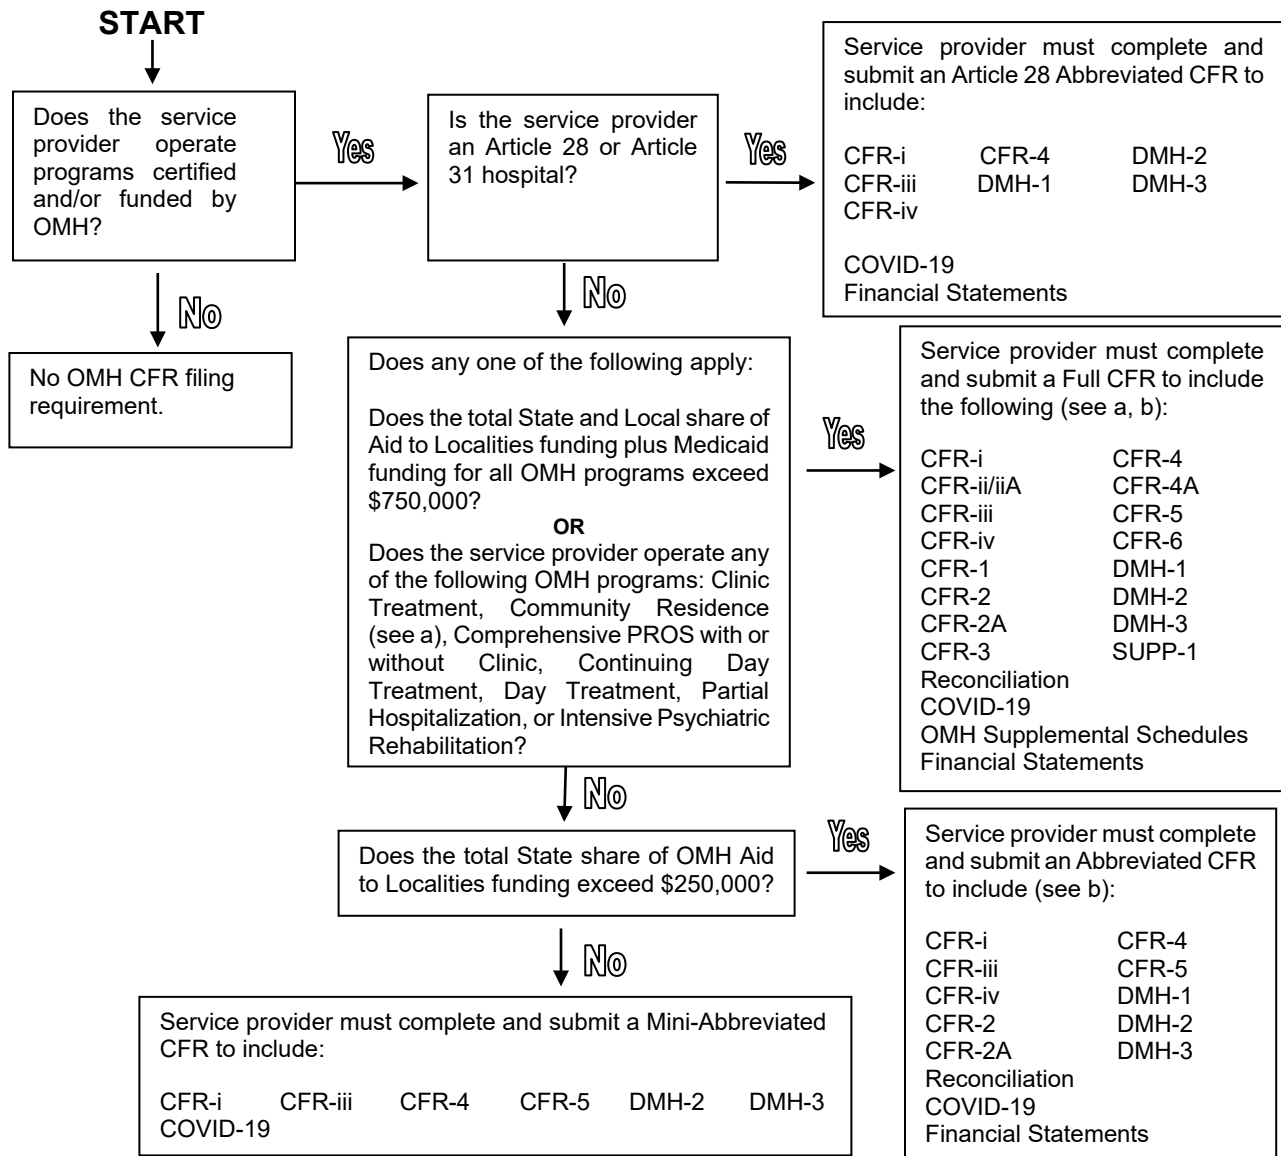 START
Does the service
provider operate
programs certified
and/or funded by
OMH?
Yes
Is the service provider
an Article 28 or Article
31 hospital?
Yes
Service provider must complete and
submit an Article 28 Abbreviated CFR to
include:
CFR-i CFR-4 DMH-2
CFR-iii DMH-1 DMH-3
CFR-iv
COVID-19
Financial Statements
No
No OMH CFR filing
requirement.
No
Does any one of the following apply:
Does the total State and Local share of
Aid to Localities funding plus Medicaid
funding for all OMH programs exceed
$750,000?
OR
Does the service provider operate any
of the following OMH programs: Clinic
Treatment, Community Residence
(see a), Comprehensive PROS with or
without Clinic, Continuing Day
Treatment, Day Treatment, Partial
Hospitalization, or Intensive Psychiatric
Rehabilitation?
Yes
Service provider must complete
and submit a Full CFR to include
the following (see a, b):
CFR-i CFR-4
CFR-ii/iiA CFR-4A
CFR-iii CFR-5
CFR-iv CFR-6
CFR-1 DMH-1
CFR-2 DMH-2
CFR-2A DMH-3
CFR-3 SUPP-1
Reconciliation
COVID-19
OMH Supplemental Schedules
Financial Statements
No
Does the total State share of OMH Aid
to Localities funding exceed $250,000?
Yes
Service provider must complete
and submit an Abbreviated CFR
to include (see b):
CFR-i CFR-4
CFR-iii CFR-5
CFR-iv DMH-1
CFR-2 DMH-2
CFR-2A DMH-3
Reconciliation
COVID-19
Financial Statements
No
Service provider must complete and submit a Mini-Abbreviated
CFR to include:
CFR-i CFR-iii CFR-4 CFR-5 DMH-2 DMH-3
COVID-19